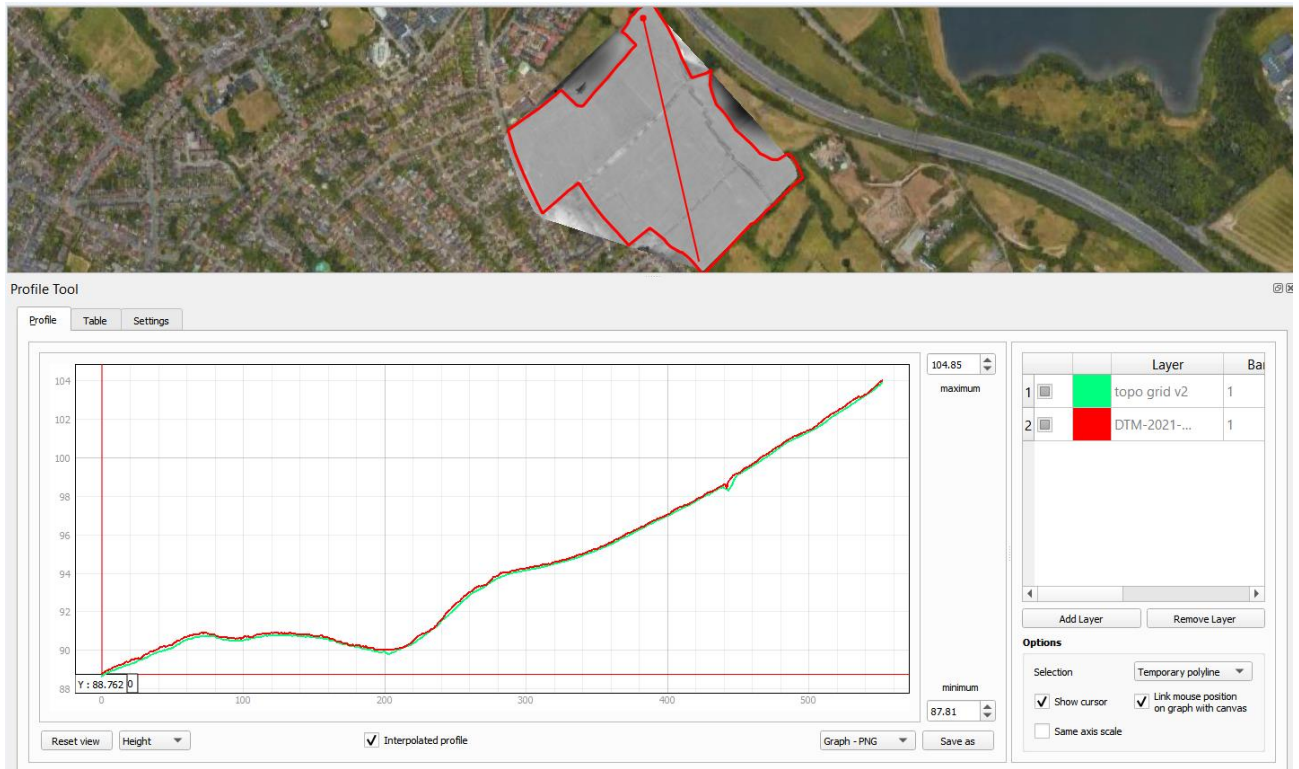 Profile Tool
Profile Table Settings
104
102
100
98
96
94
92
90
88
Y : 88.762 0
0 100 200 300 400 500
104.85
maximum
minimum
87.81
Reset view Height Interpolated profile Graph - PNG Save as
Layer Bar
1 topo grid v2 1
2 DTM-2021-... 1
Add Layer Remove Layer
Options
Selection Temporary polyline
Show cursor Link mouse position
on graph with canvas
Same axis scale